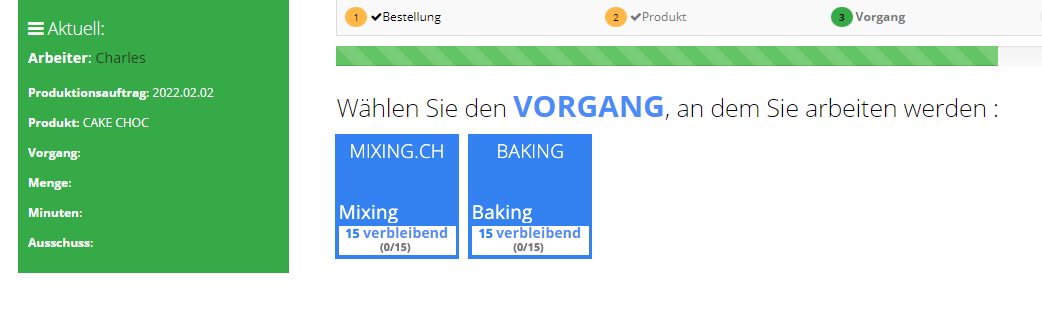 Aktuell:
Arbeiter: Charles
Produktionsauftrag: 2022.02.02
Produkt: CAKE CHOC
Vorgang:
Menge:
Minuten:
Ausschuss:
1 Bestellung
2 Produkt
3 Vorgang
Wählen Sie den VORGANG, an dem Sie arbeiten werden :
MIXING.CH
Mixing
15 verbleibend
(0/15)
BAKING
Baking
15 verbleibend
(0/15)